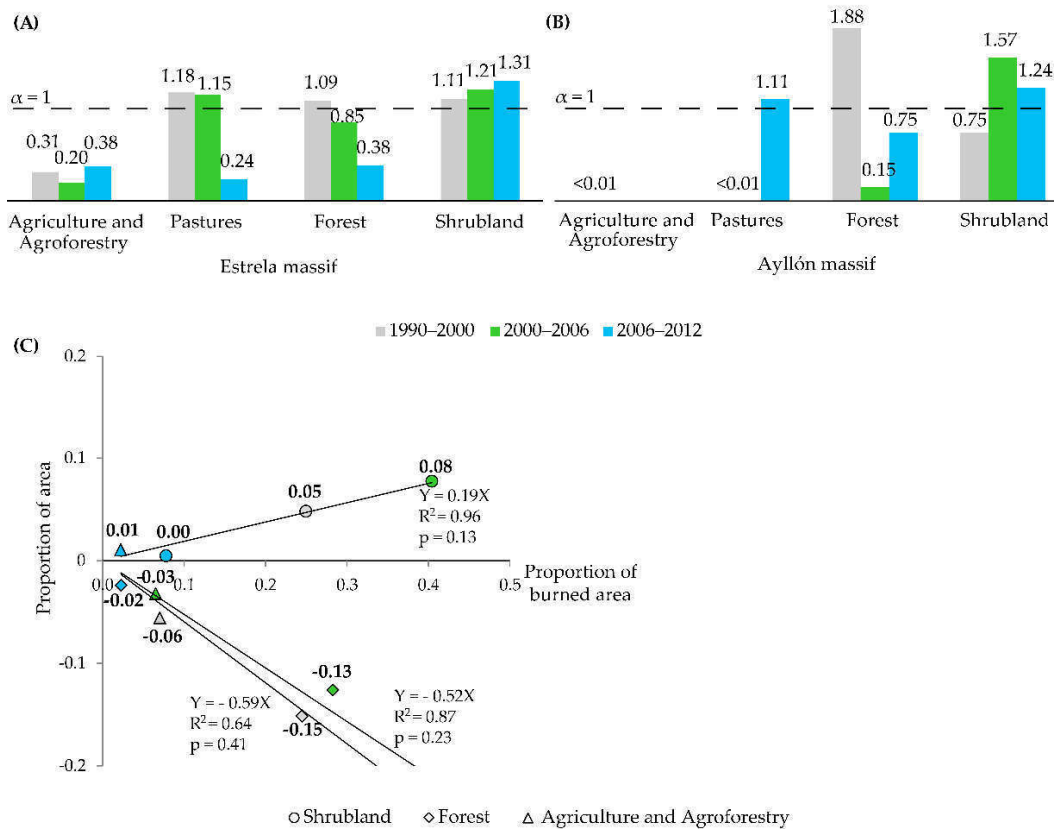 (A)
1.18
1.15
1.09
1.11
1.21
1.31
α = 1
0.31
0.20
0.38
0.24
0.85
0.38
Agriculture and
Agroforestry
Pastures
Forest
Shrubland
Estrela massif
(B)
1.88
1.57
1.24
α = 1
1.11
0.75
0.75
<0.01
<0.01
0.15
Agriculture and
Agroforestry
Pastures
Forest
Shrubland
Ayllón massif
1990–2000
2000–2006
2006–2012
(C)
Proportion of area
0.2
0.1
0
-0.1
-0.2
0.0
0.1
0.2
0.3
0.4
0.5
Proportion of
burned area
0.08
0.05
Y = 0.19X
R2 = 0.96
p = 0.13
0.01
0.00
-0.03
-0.02
-0.06
-0.13
-0.15
Y = - 0.59X
R2 = 0.64
p = 0.41
Y = - 0.52X
R2 = 0.87
p = 0.23
Shrubland
Forest
Agriculture and Agroforestry